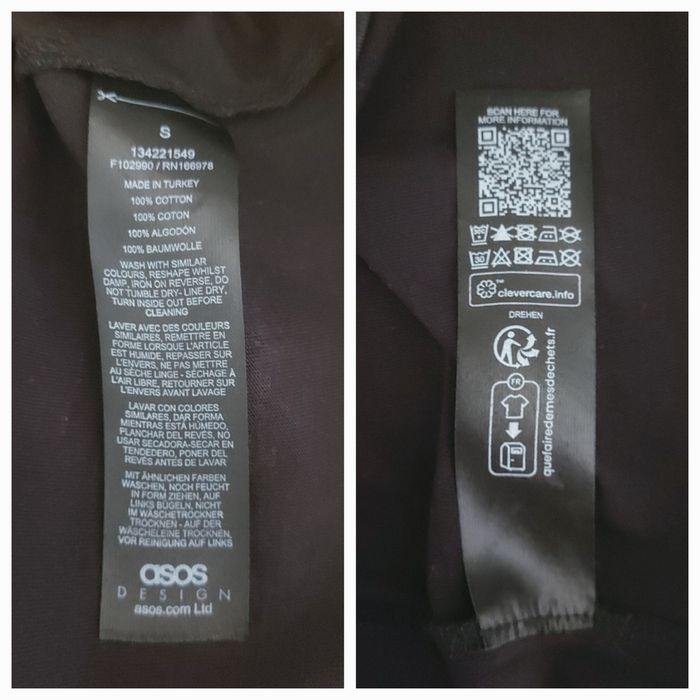 S
134221549
F102990 / RN166978
MADE IN TURKEY
100% COTTON
100% COTON
100% ALGODÓN
100% BAUMWOLLE
WASH WITH SIMILAR
COLOURS, RESHAPE WHILST
DAMP, IRON ON REVERSE, DO
NOT TUMBLE DRY- LINE DRY,
TURN INSIDE OUT BEFORE
CLEANING
LAVER AVEC DES COULEURS
SIMILAIRES, REMETTRE EN
FORME LORSQUE L'ARTICLE
EST HUMIDE, REPASSER SUR
L'ENVERS, NE PAS METTRE
AU SÈCHE LINGE - SÉCHAGE À
L'AIR LIBRE, RETOURNER SUR
L'ENVERS AVANT LAVAGE
LAVAR CON COLORES
SIMILARES, DAR FORMA
MIENTRAS ESTÁ HÚMEDO,
PLANCHAR DEL REVÉS, NO
USAR SECADORA-SECAR EN
TENDEDERO, PONER DEL
REVÉS ANTES DE LAVAR
MIT ÄHNLICHEN FARBEN
WASCHEN, NOCH FEUCHT
IN FORM ZIEHEN, AUF
LINKS BÜGELN, NICHT
IM WÄSCHETROCKNER
TROCKNEN - AUF DER
WÄSCHELEINE TROCKNEN,
VOR REINIGUNG AUF LINKS
asos
DESIGN
asos.com Ltd
SCAN HERE FOR
MORE INFORMATION
30
™
clevercare.info
DREHEN
FR
quefairedemesdechets.fr